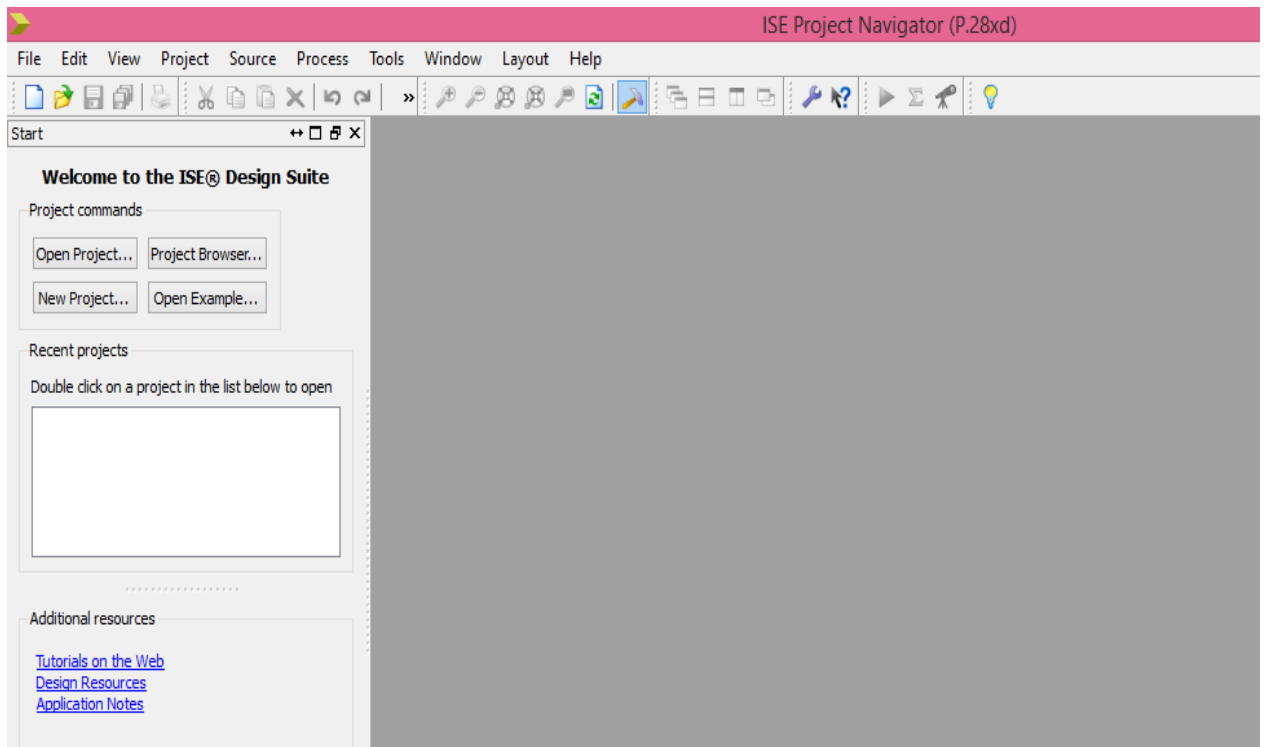 ISE Project Navigator (P.28xd)
File Edit View Project Source Process Tools Window Layout Help
»
Start
Welcome to the ISE® Design Suite
Project commands
Open Project... Project Browser...
New Project... Open Example...
Recent projects
Double click on a project in the list below to open
Additional resources
Tutorials on the Web
Design Resources
Application Notes